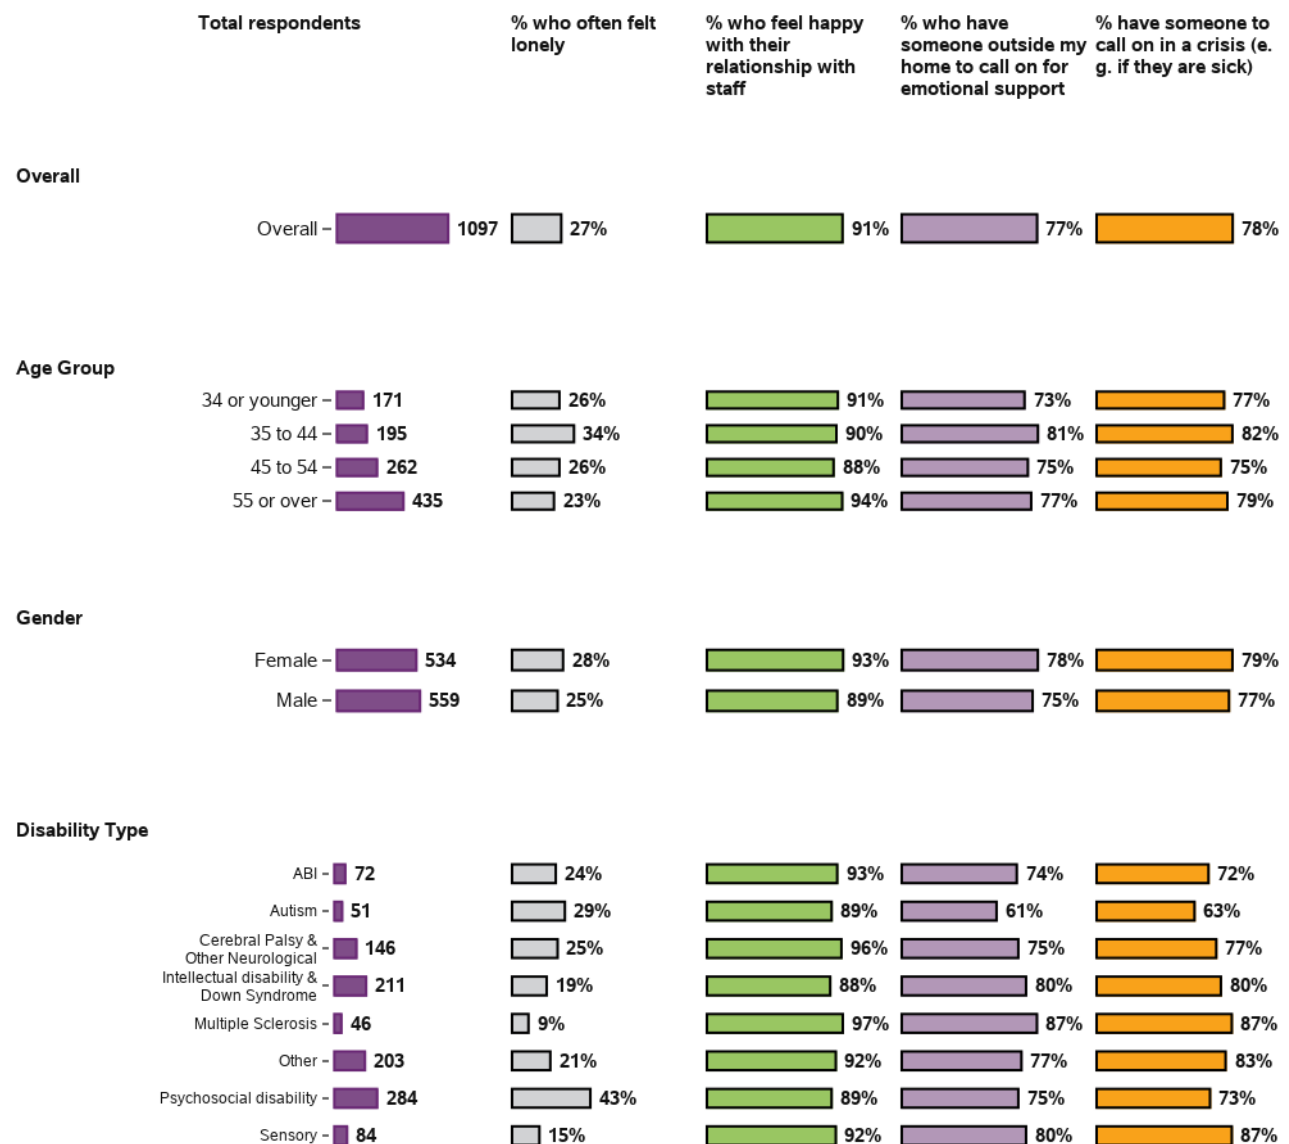 Total respondents
% who often felt
lonely
% who feel happy
with their
relationship with
staff
% who have
someone outside my
home to call on for
emotional support
% have someone to
call on in a crisis (e.
g. if they are sick)
Overall
Overall 1097 27% 91% 77% 78%
Age Group
34 or younger 171 26% 91% 73% 77%
35 to 44 195 34% 90% 81% 82%
45 to 54 262 26% 88% 75% 75%
55 or over 435 23% 94% 77% 79%
Gender
Female 534 28% 93% 78% 79%
Male 559 25% 89% 75% 77%
Disability Type
ABI 72 24% 93% 74% 72%
Autism 51 29% 89% 61% 63%
Cerebral Palsy &
Other Neurological 146 25% 96% 75% 77%
Intellectual disability &
Down Syndrome 211 19% 88% 80% 80%
Multiple Sclerosis 46 9% 97% 87% 87%
Other 203 21% 92% 77% 83%
Psychosocial disability 284 43% 89% 75% 73%
Sensory 84 15% 92% 80% 87%